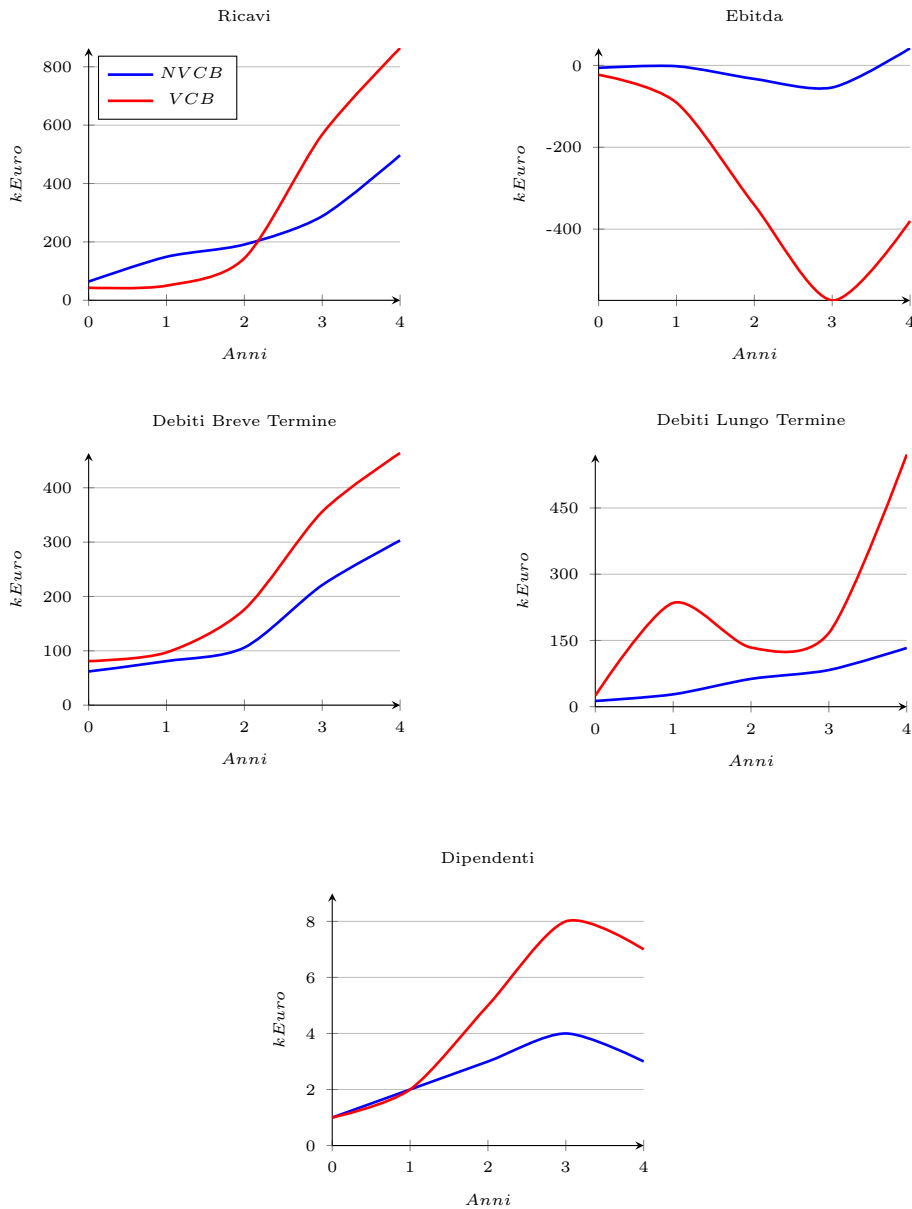 Ricavi
800
600
400
200
0
kEuro
NVCB
VCB
0 1 2 3 4
Anni
Ebitda
0
-200
-400
kEuro
0 1 2 3 4
Anni
Debiti Breve Termine
400
300
200
100
0
kEuro
0 1 2 3 4
Anni
Debiti Lungo Termine
450
300
150
0
kEuro
0 1 2 3 4
Anni
Dipendenti
8
6
4
2
0
kEuro
0 1 2 3 4
Anni